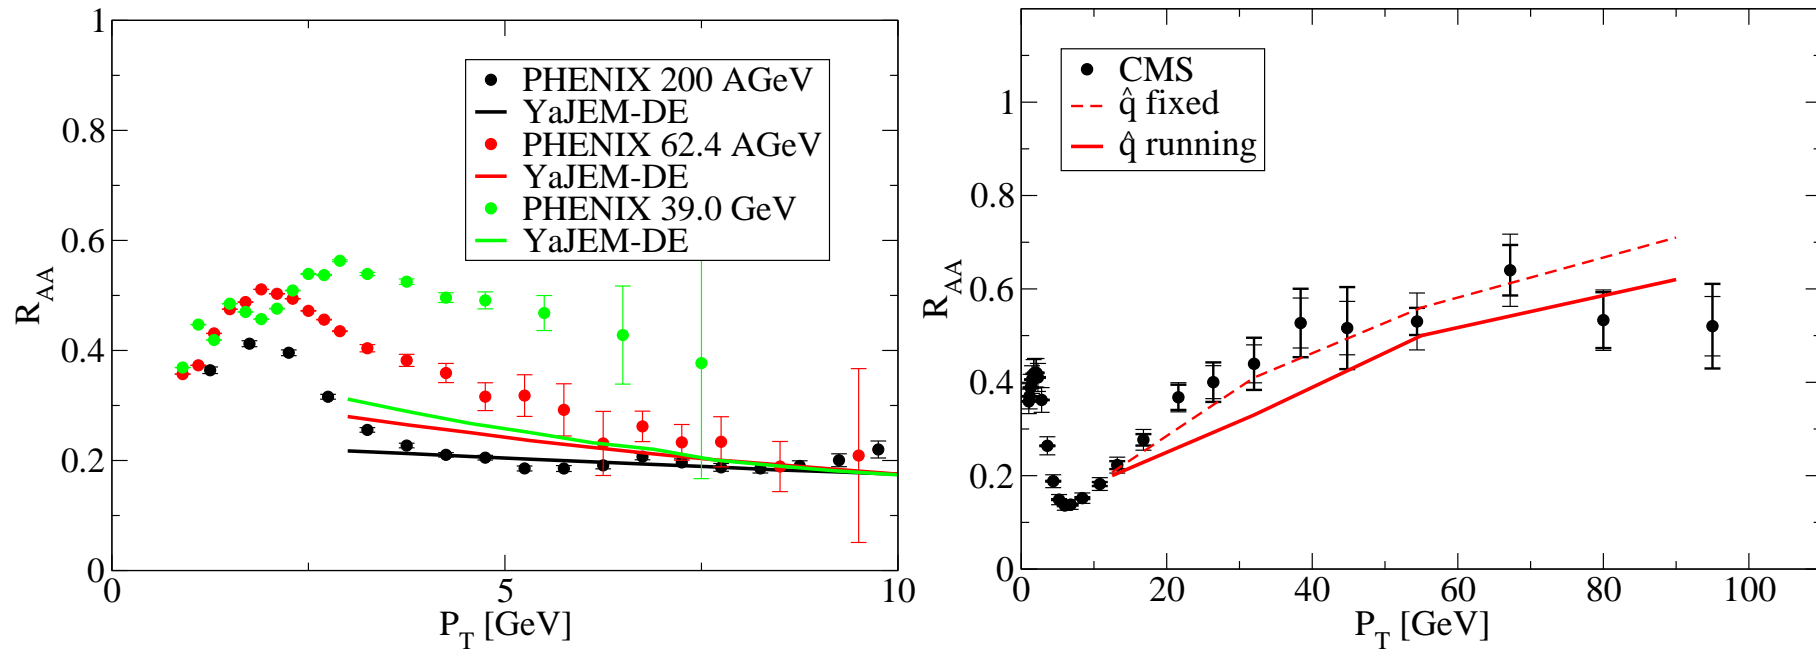 1
0.8
0.6
0.4
0.2
0
0
5
10
R_AA
P_T [GeV]
PHENIX 200 AGeV
YaJEM-DE
PHENIX 62.4 AGeV
YaJEM-DE
PHENIX 39.0 GeV
YaJEM-DE
1
0.8
0.6
0.4
0.2
0
0
20
40
60
80
100
R_AA
P_T [GeV]
CMS
q̂ fixed
q̂ running